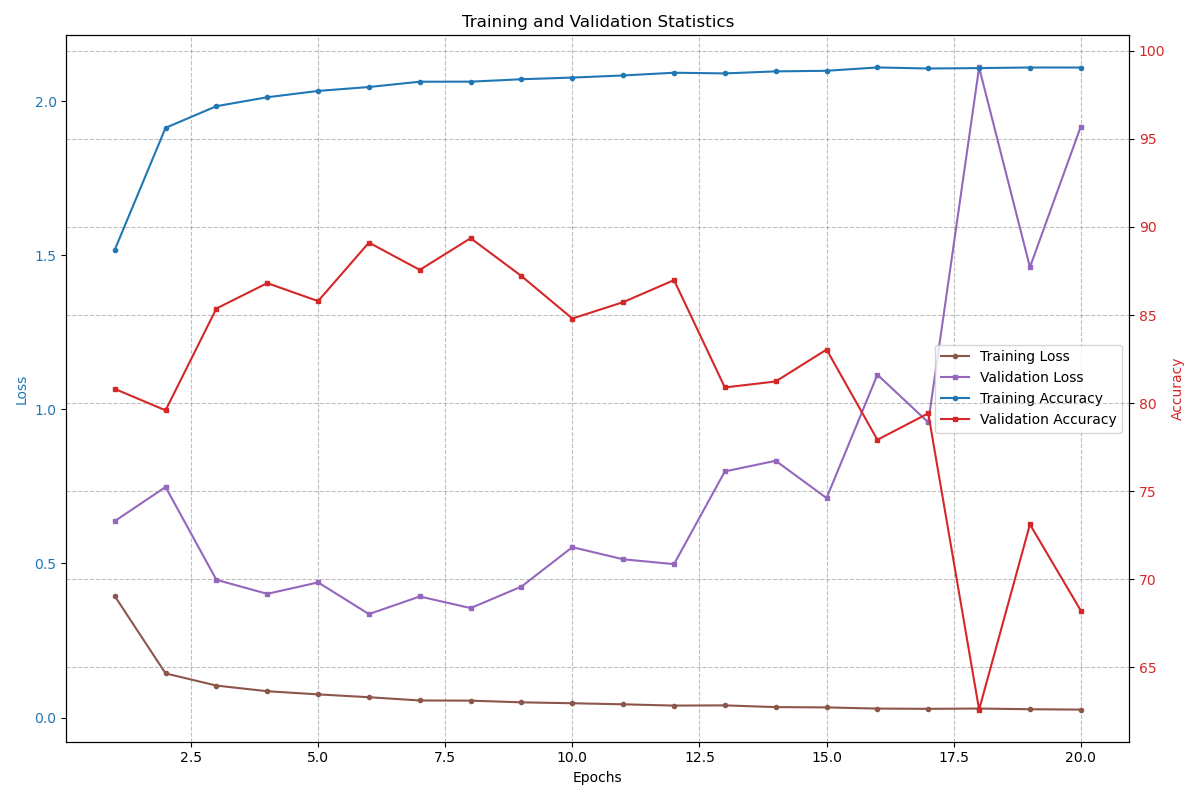 Training and Validation Statistics
Loss
2.0
1.5
1.0
0.5
0.0
100
95
90
85
80
75
70
65
Accuracy
Training Loss
Validation Loss
Training Accuracy
Validation Accuracy
2.5 5.0 7.5 10.0 12.5 15.0 17.5 20.0
Epochs